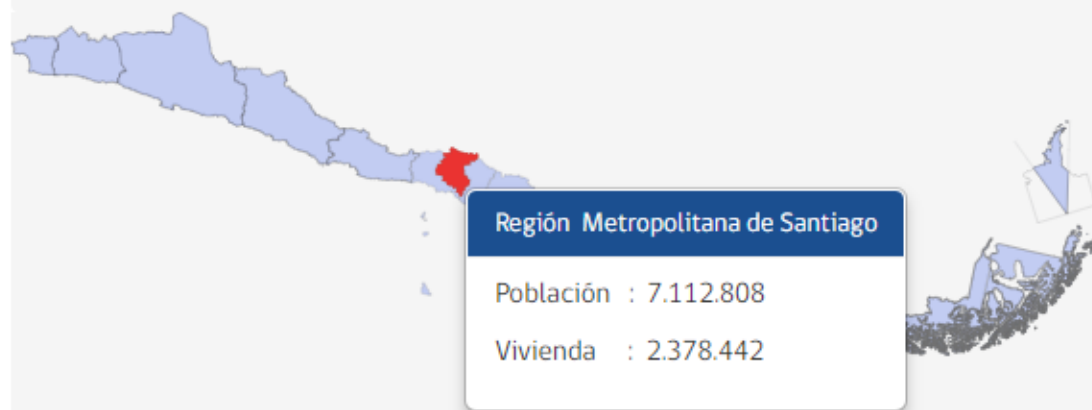 Región Metropolitana de Santiago
Población : 7.112.808
Vivienda : 2.378.442